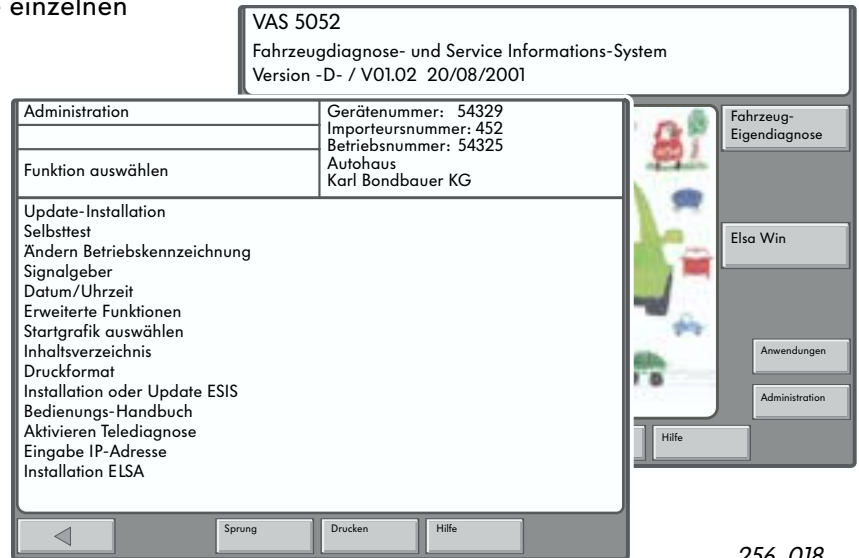 einzelnen
VAS 5052
Fahrzeugdiagnose- und Service Informations-System
Version -D- / V01.02 20/08/2001
Administration
Funktion auswählen
Gerätenummer: 54329
Importeursnummer: 452
Betriebsnummer: 54325
Autohaus
Karl Bondbauer KG
Update-Installation
Selbsttest
Ändern Betriebskennzeichnung
Signalgeber
Datum/Uhrzeit
Erweiterte Funktionen
Startgrafik auswählen
Inhaltsverzeichnis
Druckformat
Installation oder Update ESIS
Bedienungs-Handbuch
Aktivieren Telediagnose
Eingabe IP-Adresse
Installation ELSA
Sprung
Drucken
Hilfe
Fahrzeug-
Eigendiagnose
Elsa Win
Anwendungen
Administration
Hilfe
256_018